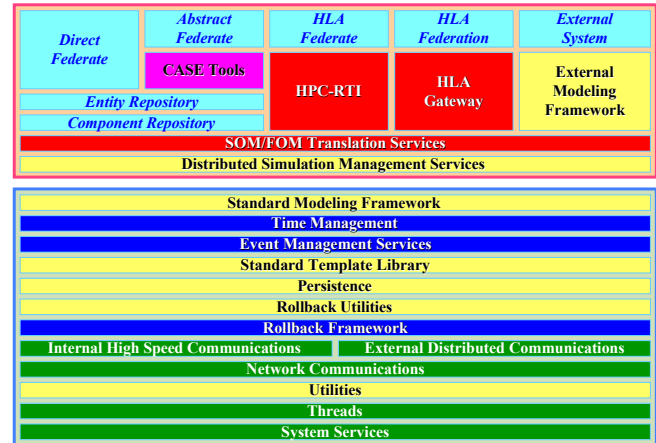 Direct
Federate
Abstract
Federate
HLA
Federate
HLA
Federation
External
System
CASE Tools
HPC-RTI
HLA
Gateway
External
Modeling
Framework
Entity Repository
Component Repository
SOM/FOM Translation Services
Distributed Simulation Management Services
Standard Modeling Framework
Time Management
Event Management Services
Standard Template Library
Persistence
Rollback Utilities
Rollback Framework
Internal High Speed Communications
External Distributed Communications
Network Communications
Utilities
Threads
System Services